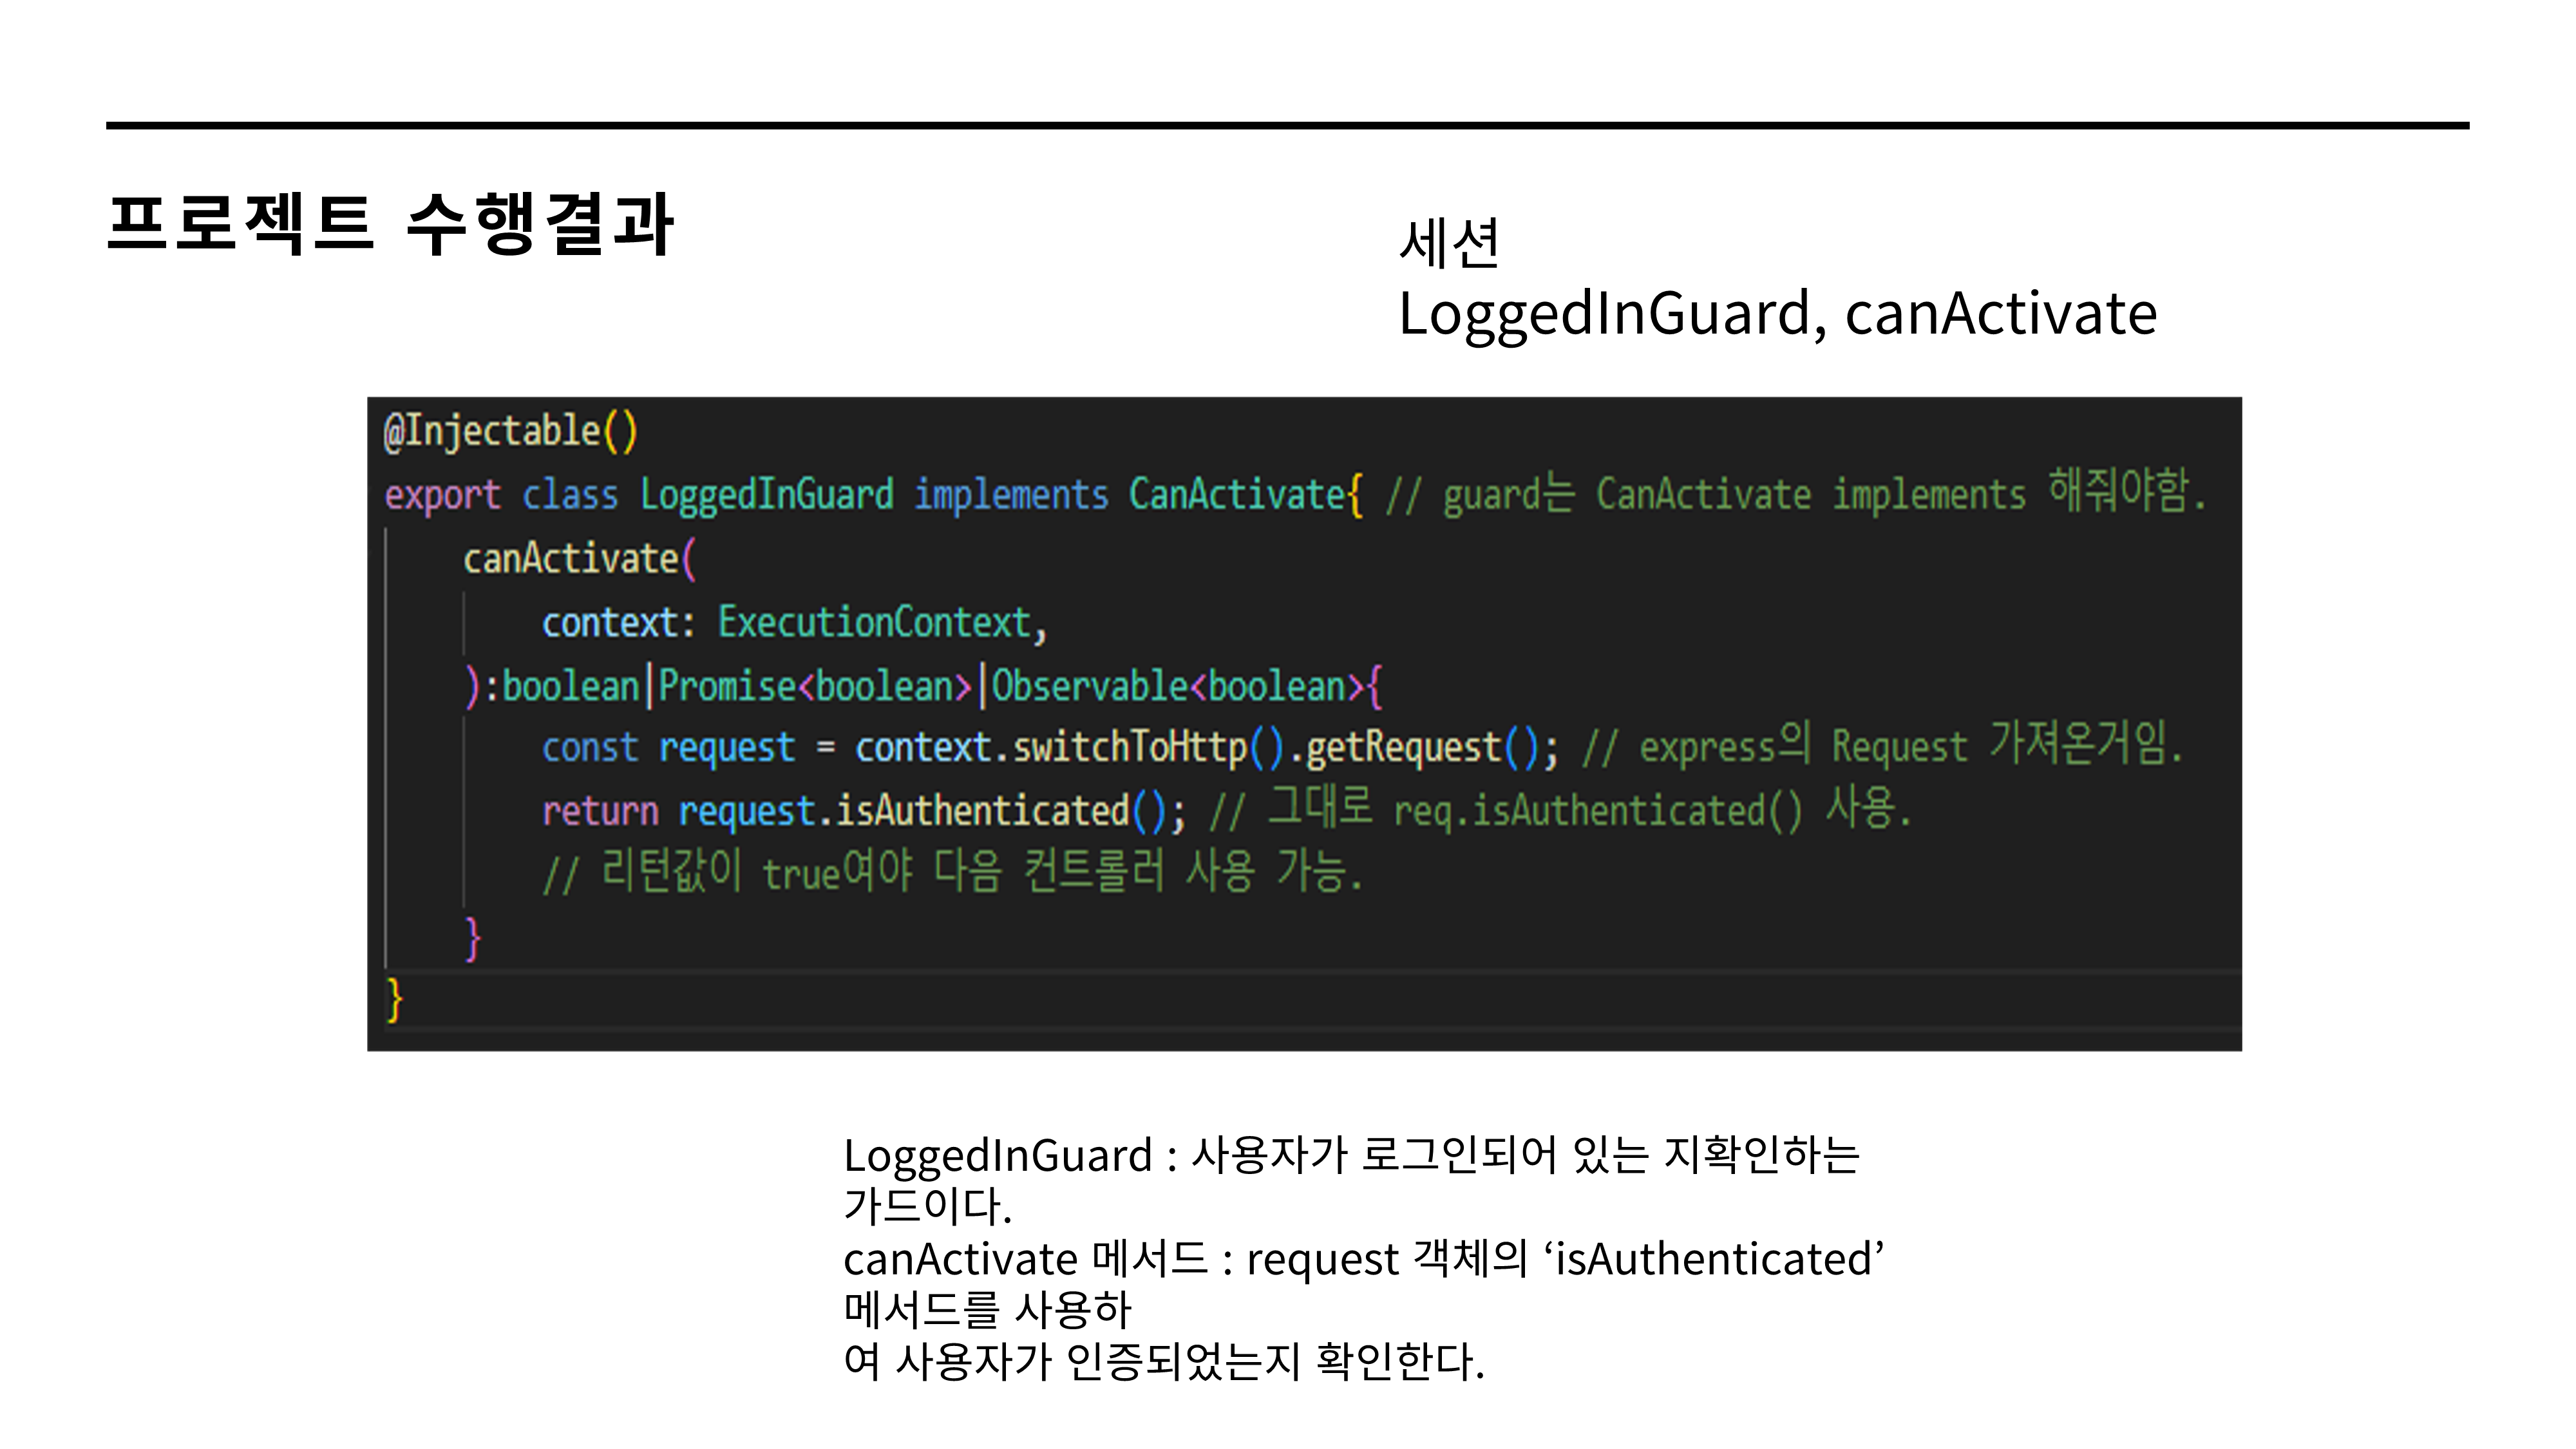 프로젝트 수행결과
세션
LoggedInGuard, canActivate
@Injectable()
export class LoggedInGuard implements CanActivate{ // guard는 CanActivate implements 해줘야함.
    canActivate(
        context: ExecutionContext,
    ):boolean|Promise<boolean>|Observable<boolean>{
        const request = context.switchToHttp().getRequest(); // express의 Request 가져온거임.
        return request.isAuthenticated(); // 그대로 req.isAuthenticated() 사용.
        // 리턴값이 true여야 다음 컨트롤러 사용 가능.
    }
}
LoggedInGuard : 사용자가 로그인되어 있는 지확인하는
가드이다.
canActivate 메서드 : request 객체의 ‘isAuthenticated’
메서드를 사용하
여 사용자가 인증되었는지 확인한다.